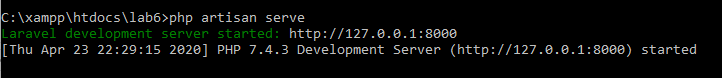 C:\xampp\htdocs\lab6>php artisan serve
Laravel development server started: http://127.0.0.1:8000
[Thu Apr 23 22:29:15 2020] PHP 7.4.3 Development Server (http://127.0.0.1:8000) started